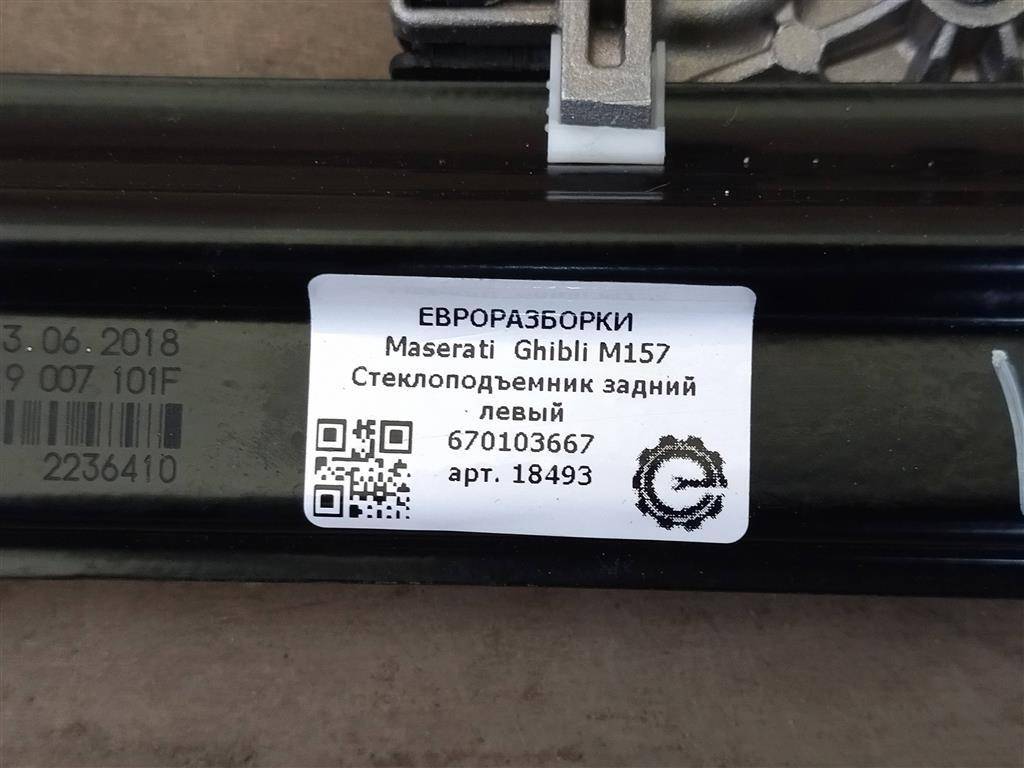 3.06.2018
9 007 101F
2236410
ЕВРОРАЗБОРКИ
Maserati Ghibli M157
Стеклоподъемник задний
левый
670103667
арт. 18493